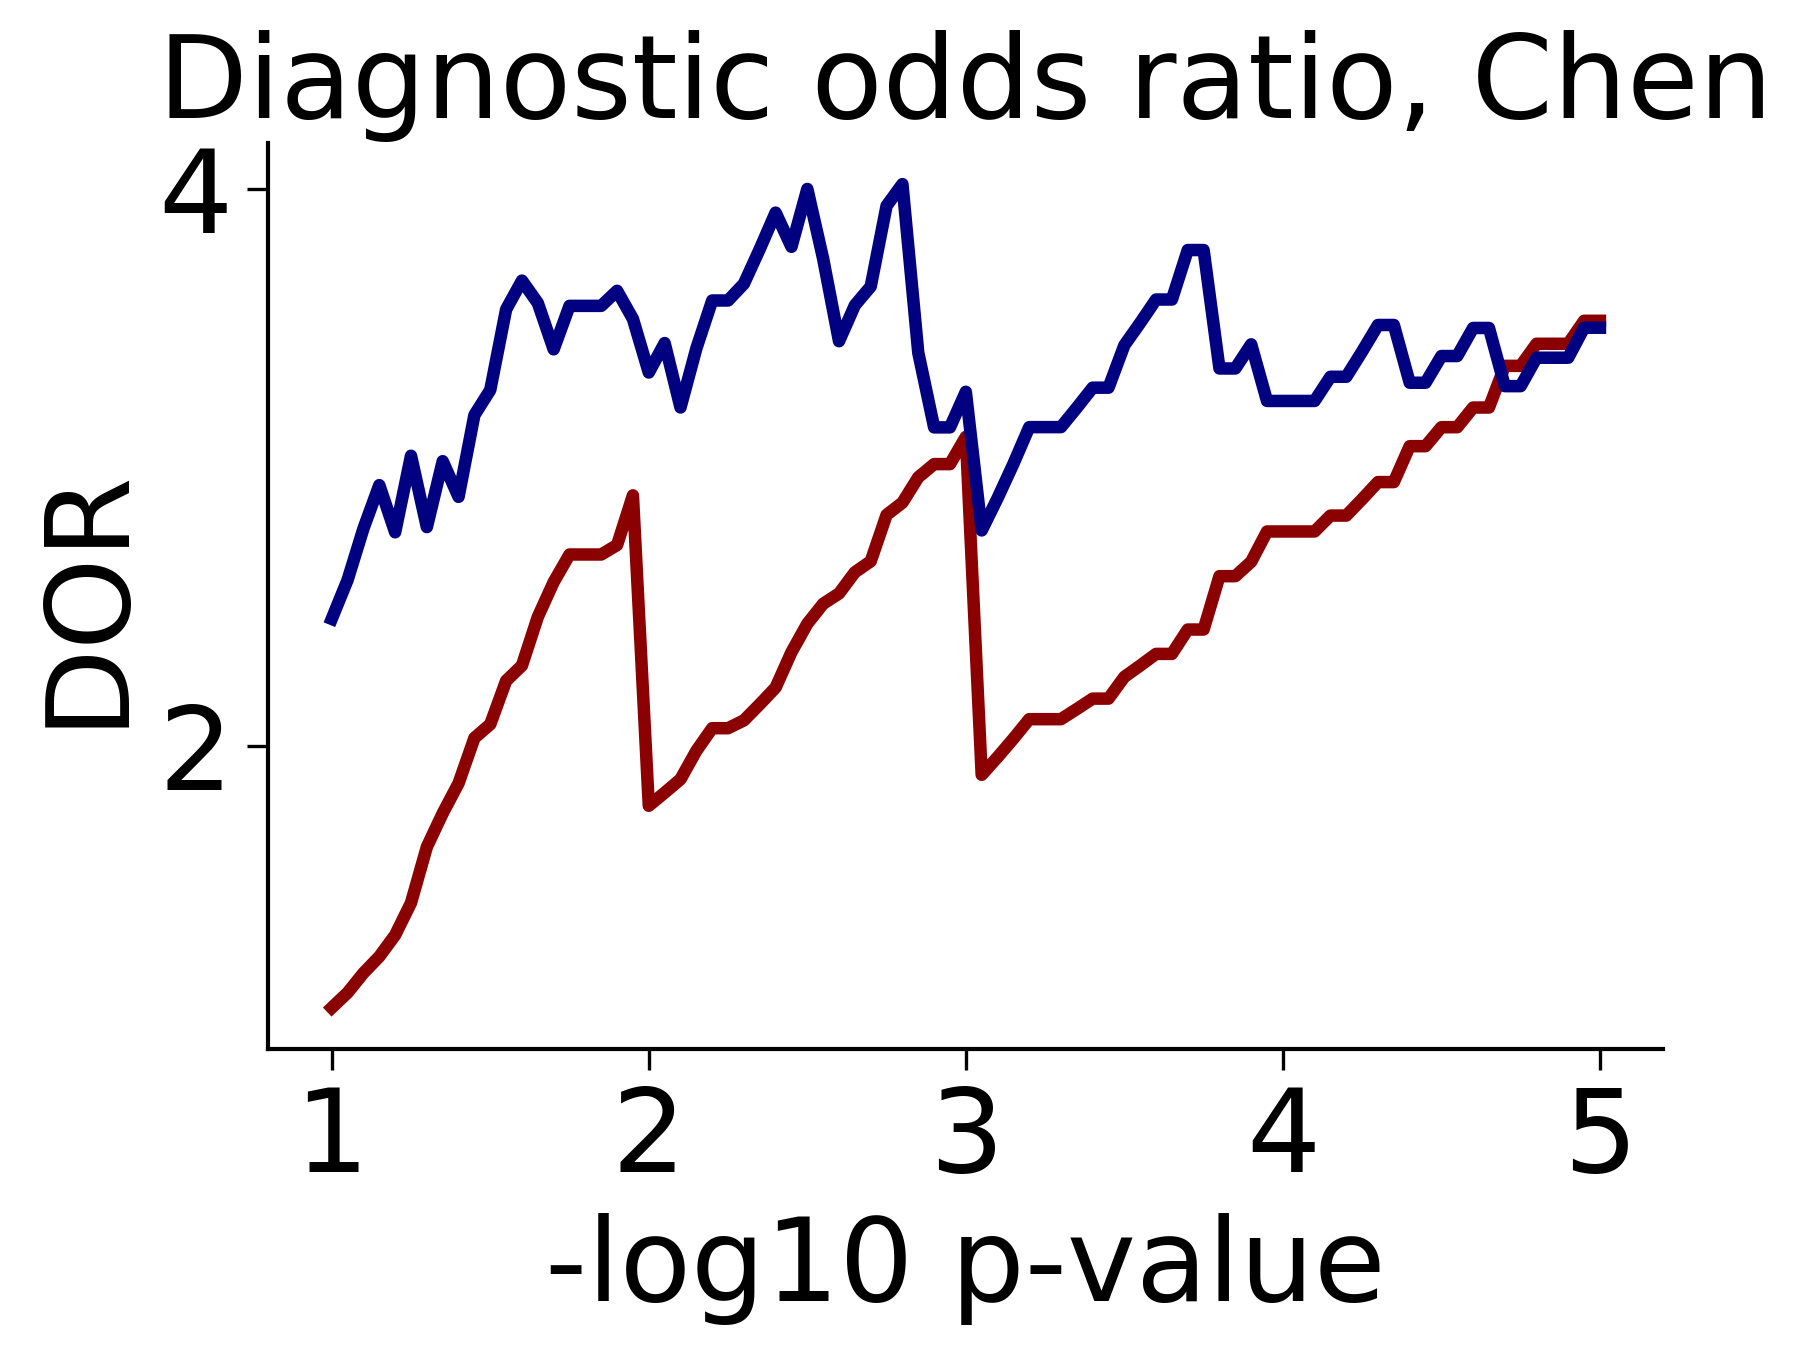 Diagnostic odds ratio, Chen
4
2
DOR
1 2 3 4 5
-log10 p-value